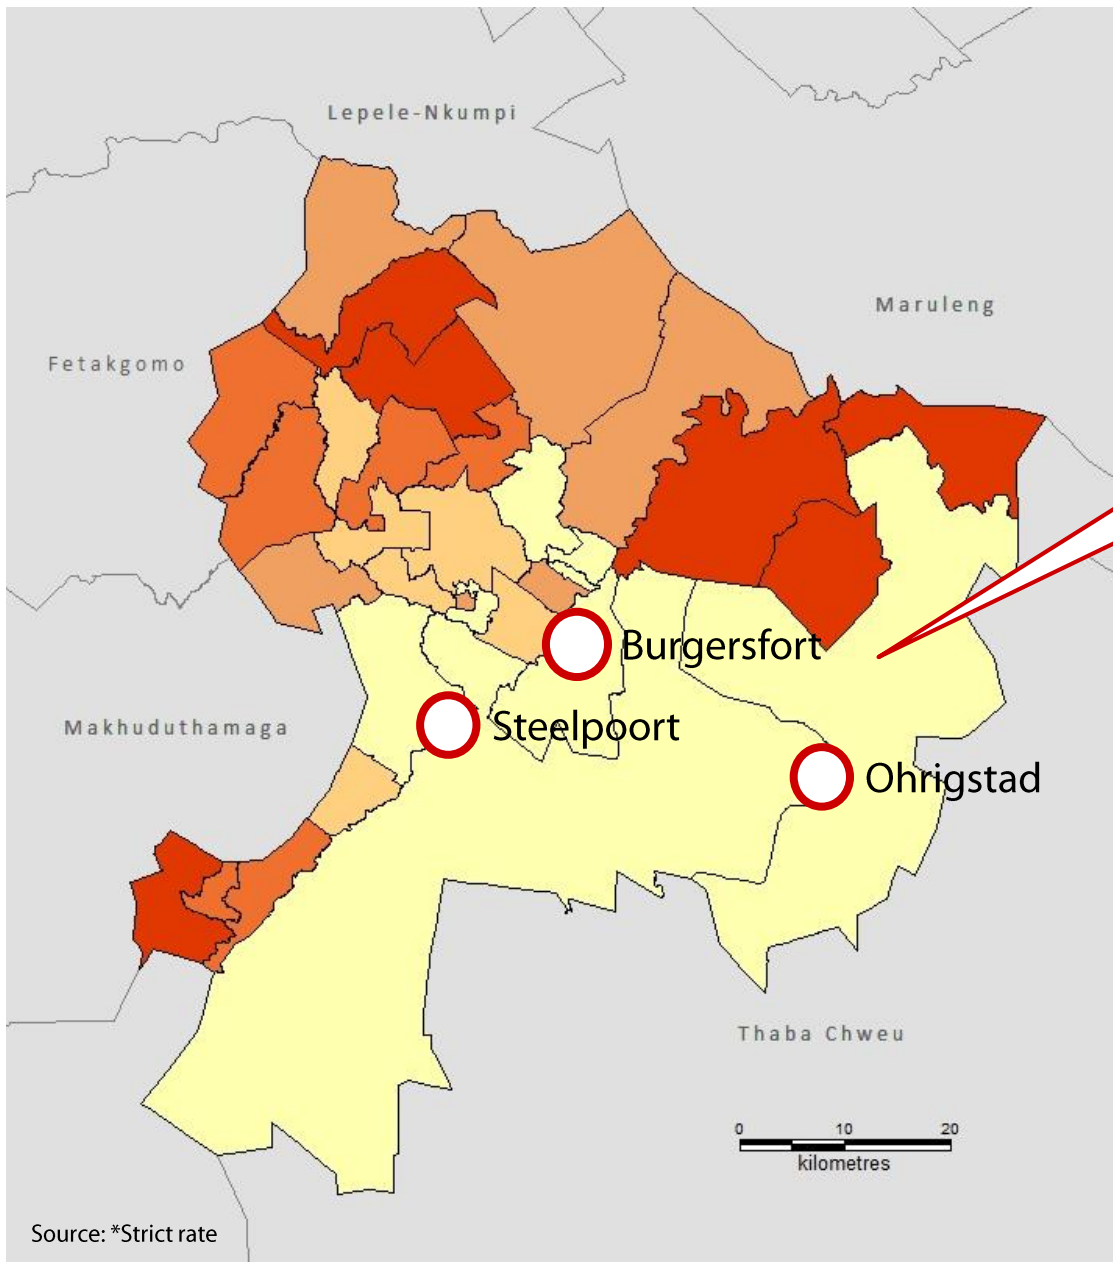 Lepele-Nkumpi
Maruleng
Fetakgomo
Burgersfort
Makhuduthamaga
Steelpoort
Ohrigstad
Thaba Chweu
0 10 20
kilometres
Source: *Strict rate